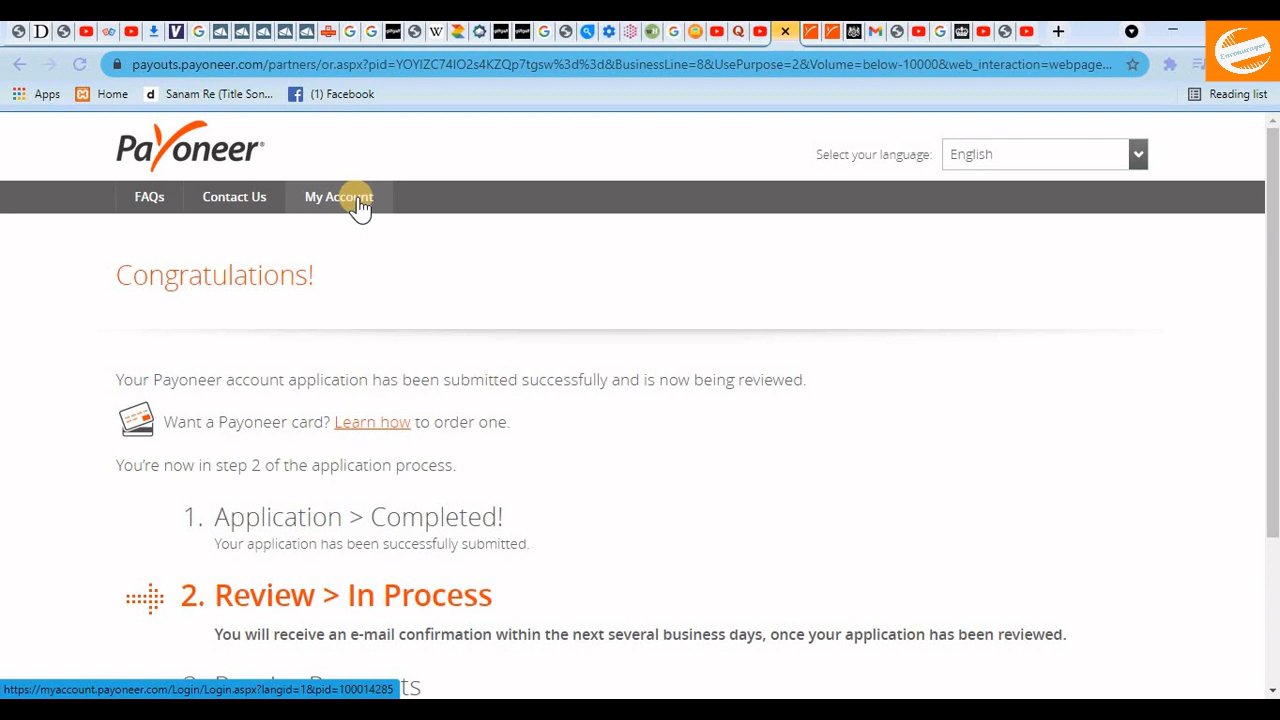 payouts.payoneer.com/partners/or.aspx?pid=YOYIZC74IO2s4KZQp7tqsw%3d%3d&BusinessLine=8&UsePurpose=2&Volume=below-10000&web_interaction=webpage...
Apps Home Sanam Re (Title Son... (1) Facebook Reading list
Payoneer
Select your language: English
FAQs Contact Us My Account
Congratulations!
Your Payoneer account application has been submitted successfully and is now being reviewed.
Want a Payoneer card? Learn how to order one.
You're now in step 2 of the application process.
1. Application > Completed!
Your application has been successfully submitted.
2. Review > In Process
You will receive an e-mail confirmation within the next several business days, once your application has been reviewed.
https://myaccount.payoneer.com/Login/Login.aspx?langid=1&pid=100014285